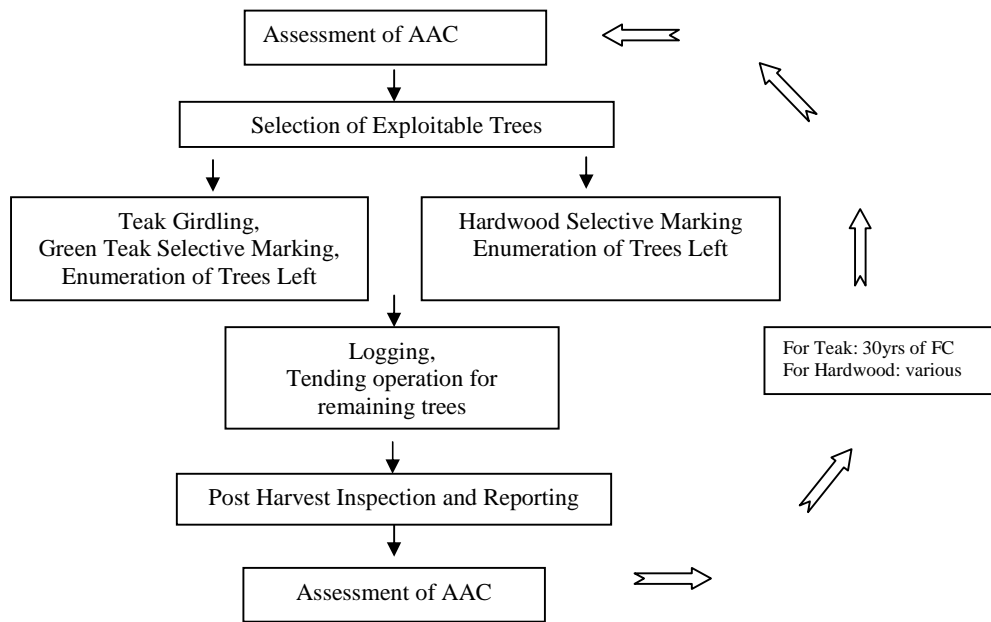 Assessment of AAC
Selection of Exploitable Trees
Teak Girdling,
Green Teak Selective Marking,
Enumeration of Trees Left
Hardwood Selective Marking
Enumeration of Trees Left
Logging,
Tending operation for
remaining trees
For Teak: 30yrs of FC
For Hardwood: various
Post Harvest Inspection and Reporting
Assessment of AAC